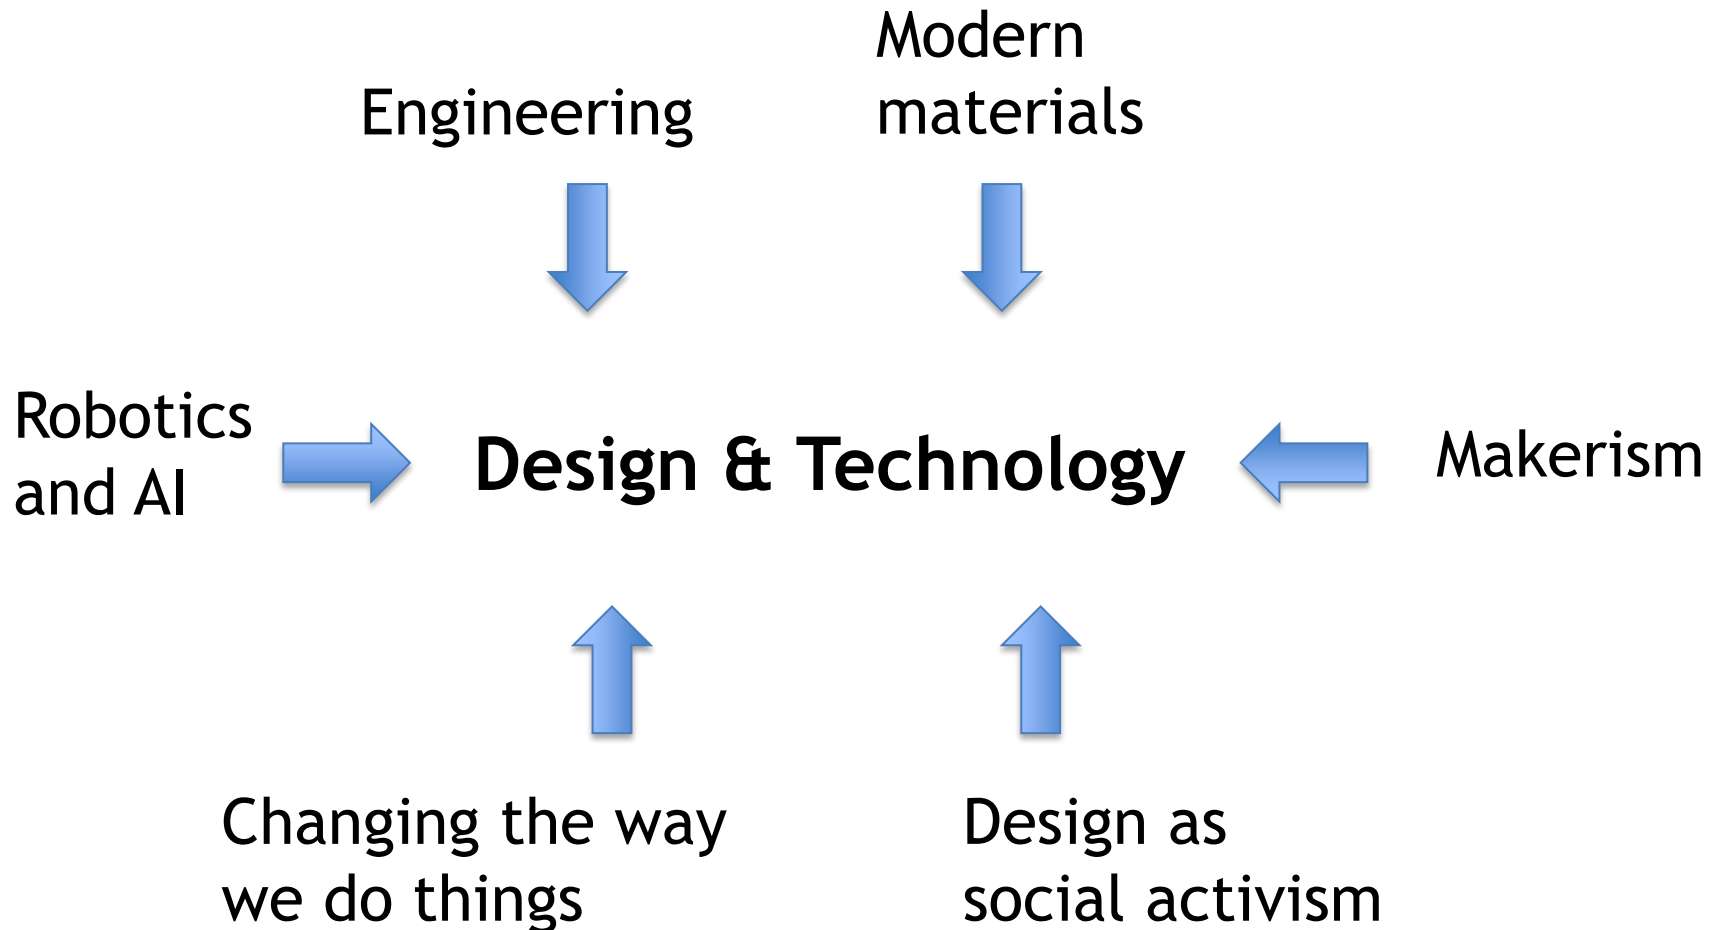 Modern
materials
Engineering
Robotics
and AI
Design & Technology
Makerism
Changing the way
we do things
Design as
social activism